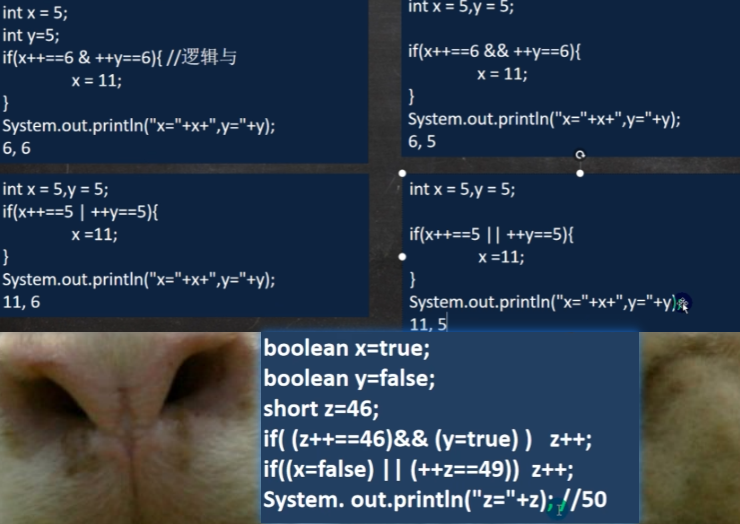 int x = 5;
int y=5;
if(x++==6 & ++y==6){ //逻辑与
x = 11;
}
System.out.println("x="+x+",y="+y);
6, 6
int x = 5,y = 5;
if(x++==6 && ++y==6){
x = 11;
}
System.out.println("x="+x+",y="+y);
6, 5
int x = 5,y = 5;
if(x++==5 | ++y==5){
x =11;
}
System.out.println("x="+x+",y="+y);
11, 6
int x = 5,y = 5;
if(x++==5 || ++y==5){
x =11;
}
System.out.println("x="+x+",y="+y);
11, 5
boolean x=true;
boolean y=false;
short z=46;
if( (z++==46)&& (y=true) ) z++;
if((x=false) || (++z==49)) z++;
System. out.println("z="+z); //50